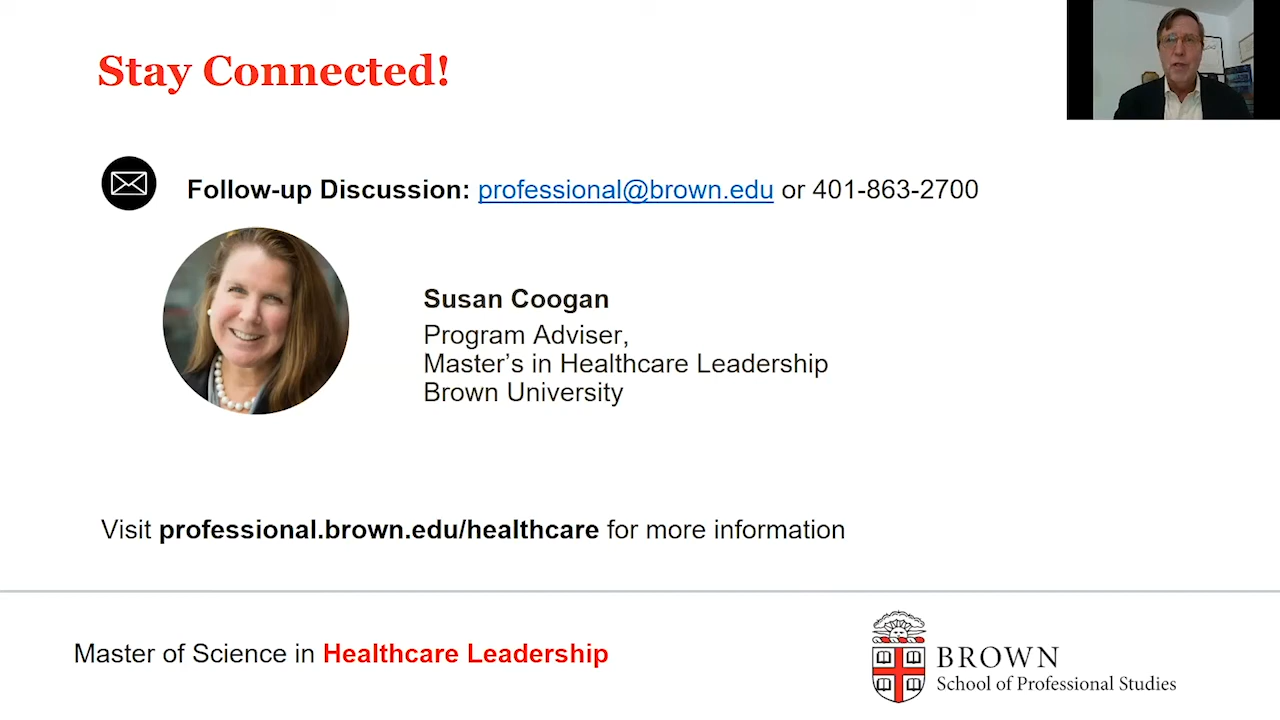 Stay Connected!
Follow-up Discussion: professional@brown.edu or 401-863-2700
Susan Coogan
Program Adviser,
Master's in Healthcare Leadership
Brown University
Visit professional.brown.edu/healthcare for more information
Master of Science in Healthcare Leadership
BROWN
School of Professional Studies